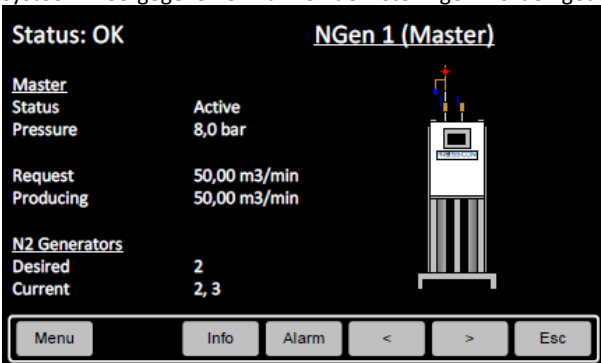 Status: OK NGen 1 (Master)
Master
Status Active
Pressure 8,0 bar
Request 50,00 m3/min
Producing 50,00 m3/min
N2 Generators
Desired 2
Current 2, 3
Menu Info Alarm < > Esc